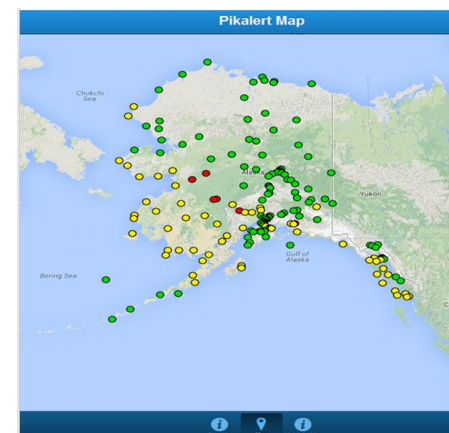 Pikalert Map
Chukchi
Sea
Alaska
Yukon
Gulf of
Alaska
Bering Sea